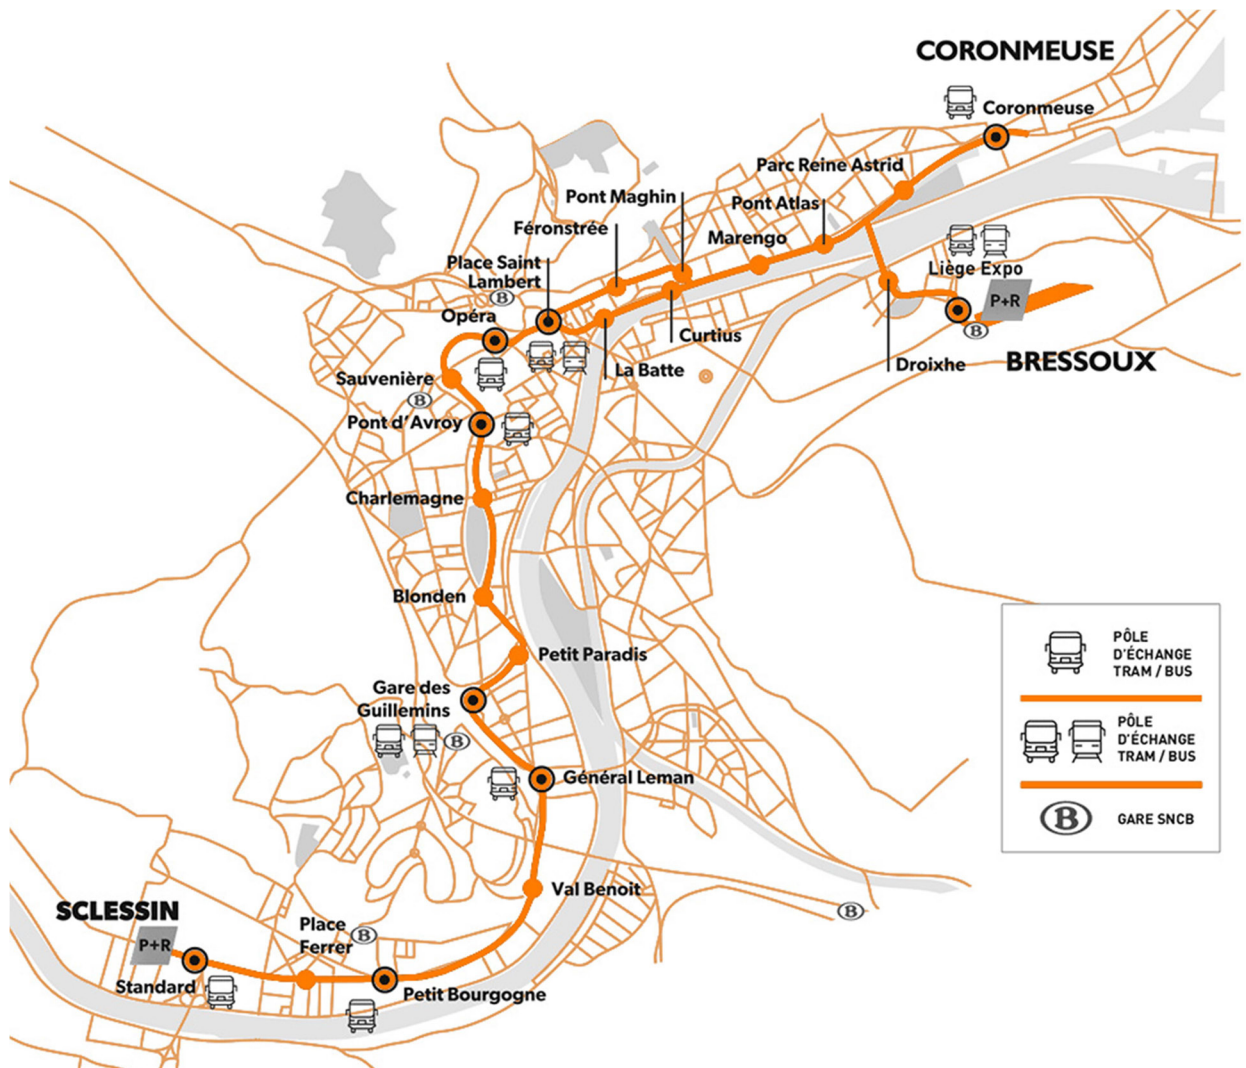 CORONMEUSE
Coronmeuse
Parc Reine Astrid
Pont Maghin
Pont Atlas
Féronstrée
Marengo
Place Saint
Lambert
Liège Expo
B
P+R
Opéra
B
Curtius
BRESSOUX
La Batte
Droixhe
Sauvenière
B
Pont d'Avroy
Charlemagne
Blonden
Petit Paradis
Gare des
Guillemins
B
Général Leman
Val Benoit
SCLESSIN
P+R
Place
Ferrer
B
Standard
Petit Bourgogne
B
PÔLE
D'ÉCHANGE
TRAM / BUS
PÔLE
D'ÉCHANGE
TRAM / BUS
B
GARE SNCB